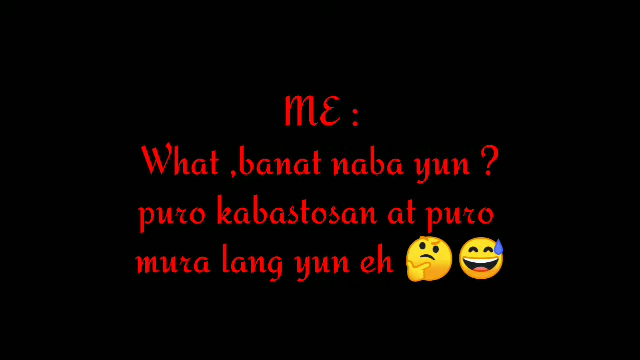 ME :
What ,banat naba yun ?
puro kabastosan at puro
mura lang yun eh 🤔😅